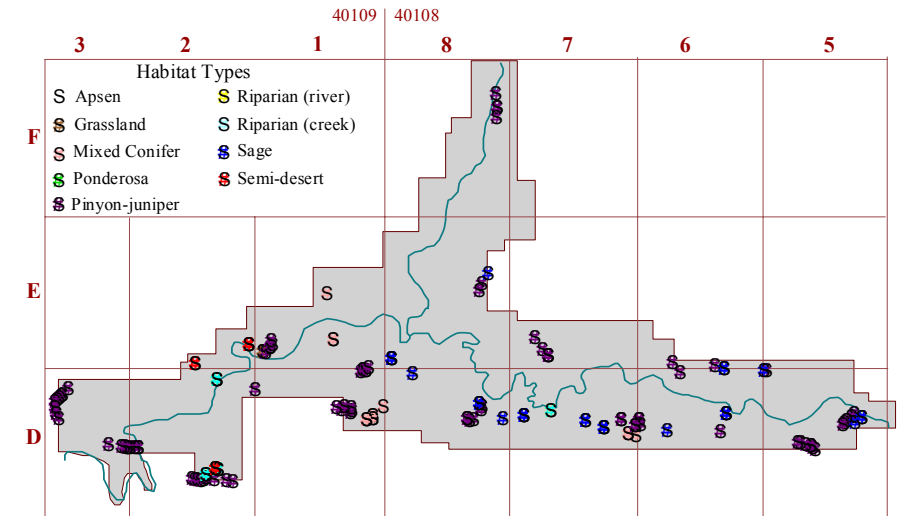 40109 40108
3 2 1 8 7 6 5
Habitat Types
S Apsen
S Grassland
S Mixed Conifer
S Ponderosa
S Pinyon-juniper
S Riparian (river)
S Riparian (creek)
S Sage
S Semi-desert
F
E
D